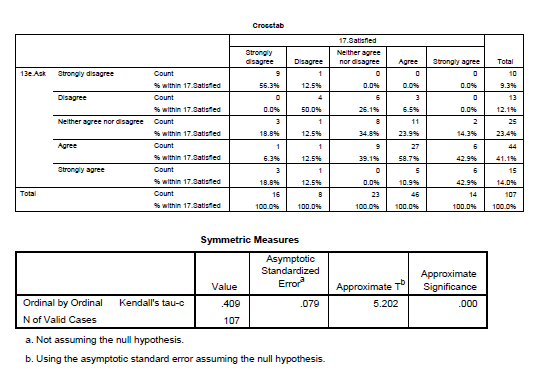 Crosstab
17.Satisfied
Strongly disagree Disagree Neither agree nor disagree Agree Strongly agree Total
13e.Ask Strongly disagree Count 9 1 0 0 0 10
% within 17.Satisfied 56.3% 12.5% 0.0% 0.0% 0.0% 9.3%
Disagree Count 0 4 6 3 0 13
% within 17.Satisfied 0.0% 50.0% 26.1% 6.5% 0.0% 12.1%
Neither agree nor disagree Count 3 1 8 11 2 25
% within 17.Satisfied 18.8% 12.5% 34.8% 23.9% 14.3% 23.4%
Agree Count 1 1 9 27 6 44
% within 17.Satisfied 6.3% 12.5% 39.1% 58.7% 42.9% 41.1%
Strongly agree Count 3 1 0 5 6 15
% within 17.Satisfied 18.8% 12.5% 0.0% 10.9% 42.9% 14.0%
Total Count 16 8 23 46 14 107
% within 17.Satisfied 100.0% 100.0% 100.0% 100.0% 100.0% 100.0%
Symmetric Measures
Value Asymptotic Standardized Error^a Approximate T^b Approximate Significance
Ordinal by Ordinal Kendall's tau-c .409 .079 5.202 .000
N of Valid Cases 107
a. Not assuming the null hypothesis.
b. Using the asymptotic standard error assuming the null hypothesis.